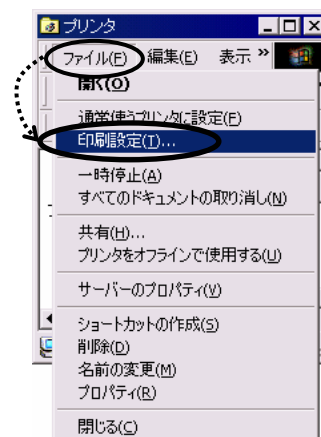 プリンタ
ファイル(F) 編集(E) 表示 »
開く(O)
通常使うプリンタに設定(F)
印刷設定(T)...
一時停止(A)
すべてのドキュメントの取り消し(N)
共有(H)...
プリンタをオフラインで使用する(U)
サーバーのプロパティ(V)
ショートカットの作成(S)
削除(D)
名前の変更(M)
プロパティ(R)
閉じる(C)